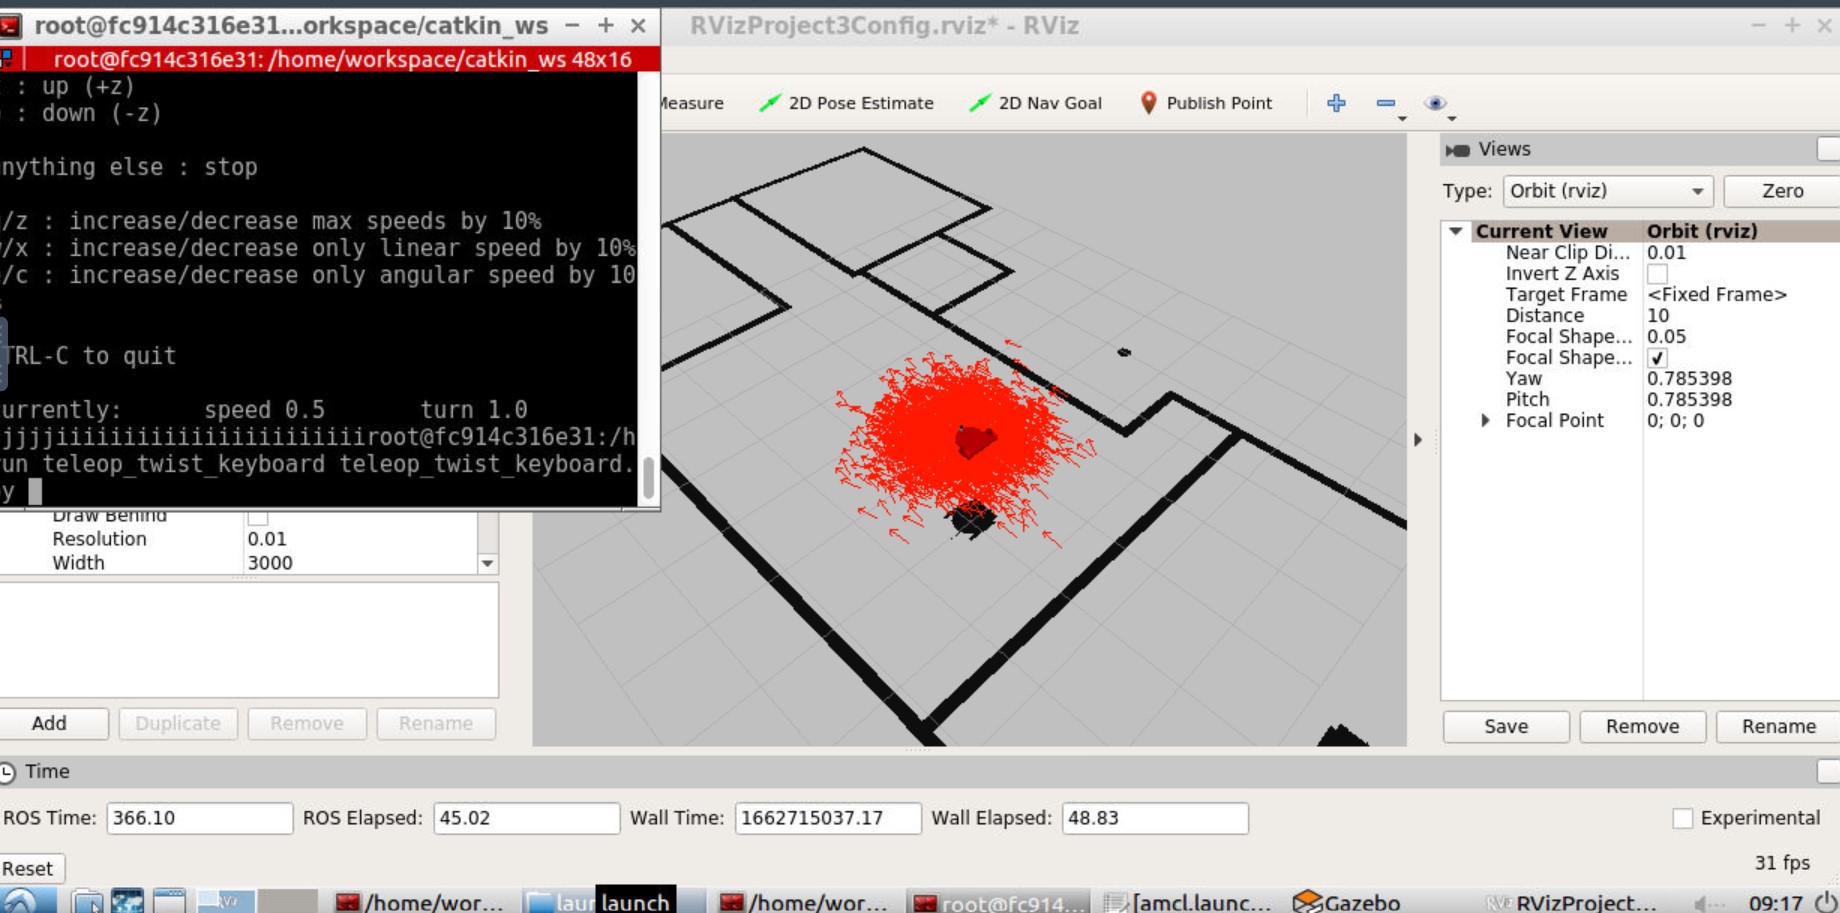 root@fc914c316e31...orkspace/catkin_ws
root@fc914c316e31: /home/workspace/catkin_ws 48x16
: up (+z)
: down (-z)
nything else : stop
/z : increase/decrease max speeds by 10%
/x : increase/decrease only linear speed by 10%
/c : increase/decrease only angular speed by 10
TRL-C to quit
urrently: speed 0.5 turn 1.0
jjjjiiiiiiiiiiiiiiiiiiiiiiiroot@fc914c316e31:/h
un teleop_twist_keyboard teleop_twist_keyboard.
y
RVizProject3Config.rviz* - RViz
Measure 2D Pose Estimate 2D Nav Goal Publish Point
Draw Behind
Resolution 0.01
Width 3000
Add Duplicate Remove Rename
Views
Type: Orbit (rviz) Zero
Current View Orbit (rviz)
Near Clip Di... 0.01
Invert Z Axis
Target Frame <Fixed Frame>
Distance 10
Focal Shape... 0.05
Focal Shape... ✓
Yaw 0.785398
Pitch 0.785398
Focal Point 0; 0; 0
Save Remove Rename
Time
ROS Time: 366.10 ROS Elapsed: 45.02 Wall Time: 1662715037.17 Wall Elapsed: 48.83 Experimental
Reset 31 fps
/home/wor... lau launch /home/wor... root@fc914... [amcl.launc... Gazebo RVizProject... 09:17